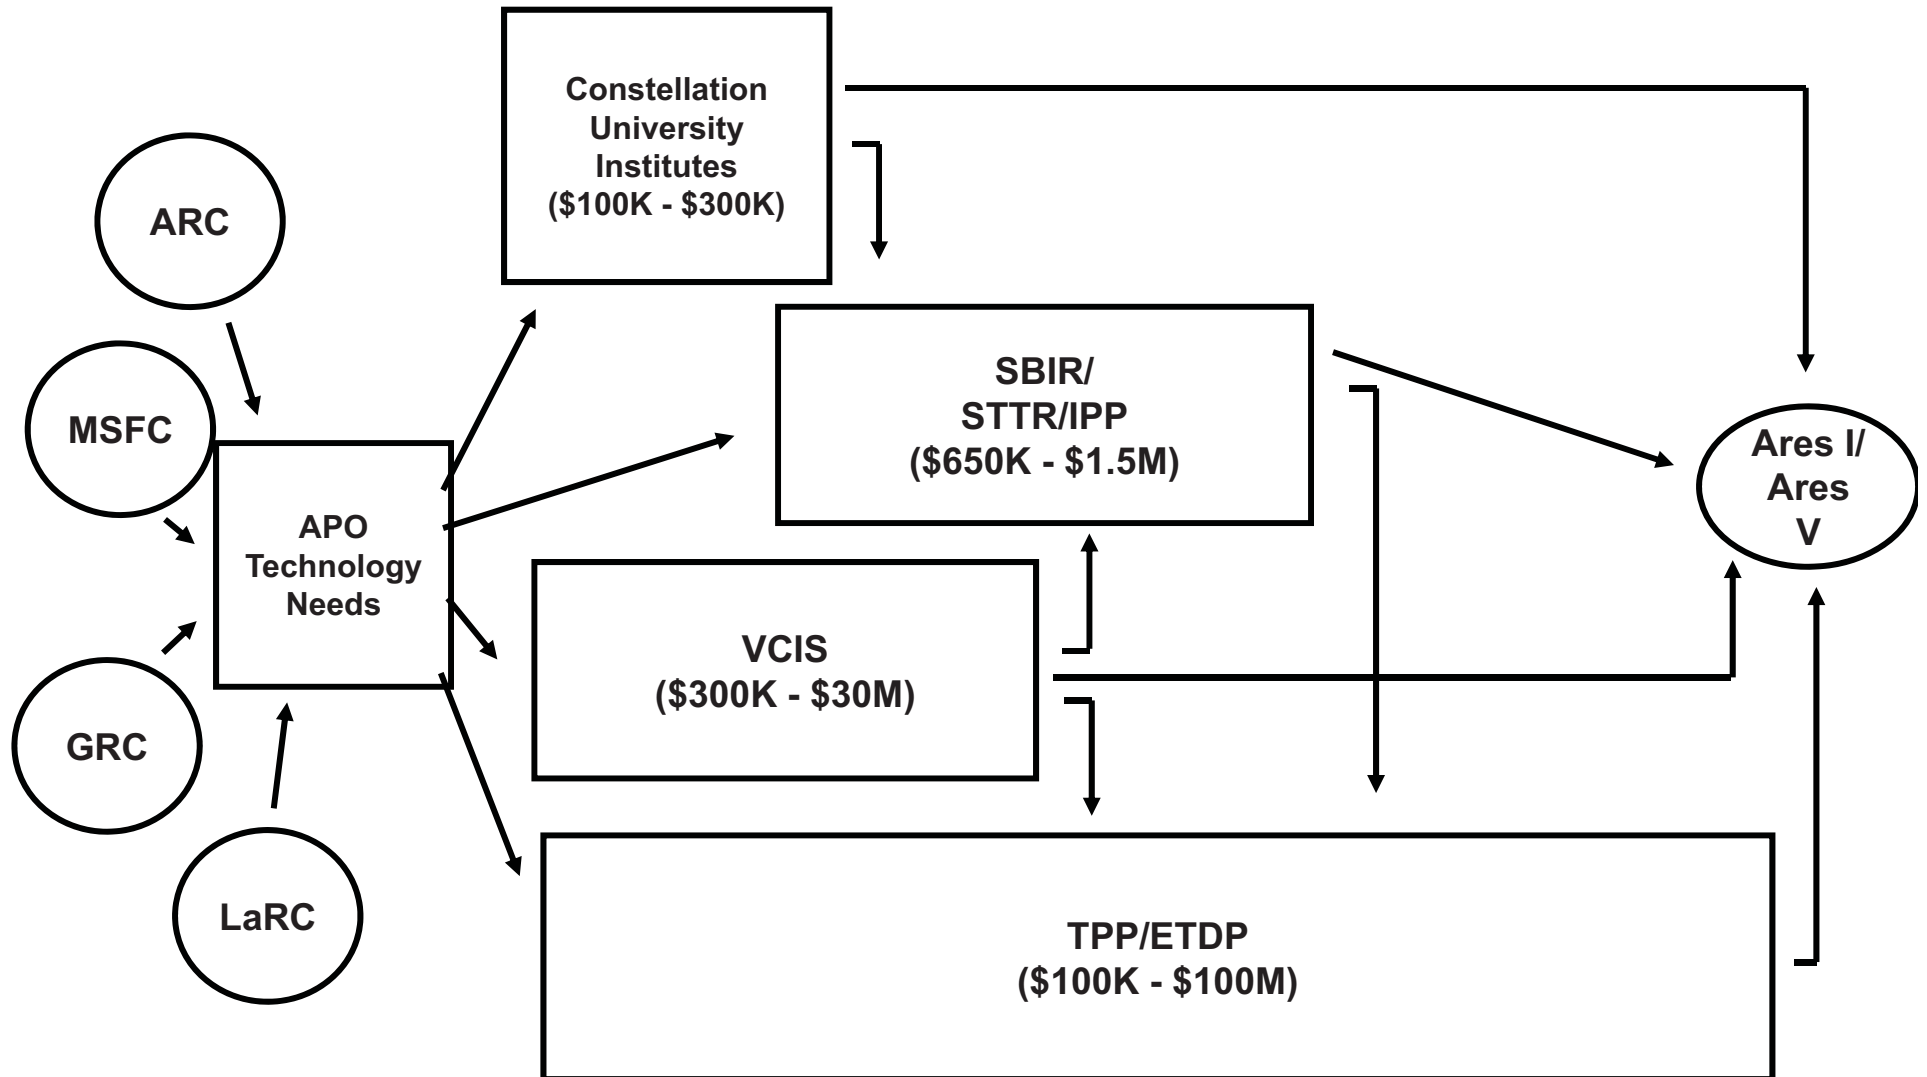 Constellation
University
Institutes
($100K - $300K)
ARC
MSFC
SBIR/
STTR/IPP
($650K - $1.5M)
Ares I/
Ares
V
APO
Technology
Needs
VCIS
($300K - $30M)
GRC
LaRC
TPP/ETDP
($100K - $100M)